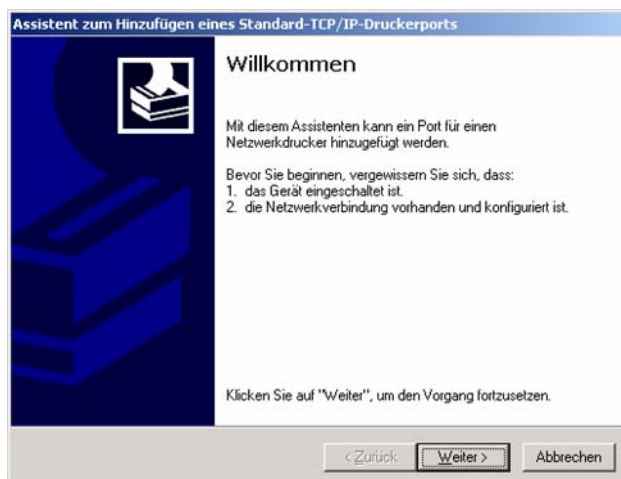 Assistent zum Hinzufügen eines Standard-TCP/IP-Druckerports
Willkommen
Mit diesem Assistenten kann ein Port für einen
Netzwerkdrucker hinzugefügt werden.
Bevor Sie beginnen, vergewissern Sie sich, dass:
1. das Gerät eingeschaltet ist.
2. die Netzwerkverbindung vorhanden und konfiguriert ist.
Klicken Sie auf "Weiter", um den Vorgang fortzusetzen.
< Zurück Weiter > Abbrechen